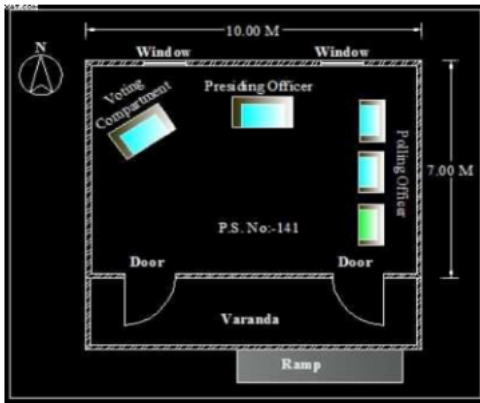 10.00 M
N
Window
Window
Voting
Compartment
Presiding Officer
Polling Officer
7.00 M
P.S. No:-141
Door
Door
Varanda
Ramp